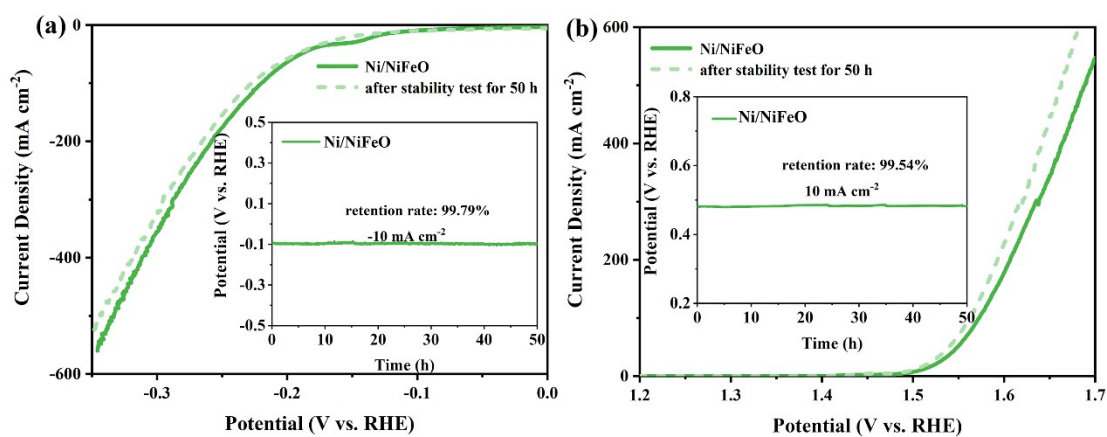 (a)
0
-200
-400
-600
Current Density (mA cm-2)
Ni/NiFeO
after stability test for 50 h
0.5
0.3
0.1
-0.1
-0.3
-0.5
Potential (V vs. RHE)
Ni/NiFeO
retention rate: 99.79%
-10 mA cm-2
0 10 20 30 40 50
Time (h)
-0.3 -0.2 -0.1 0.0
Potential (V vs. RHE)
(b)
600
400
200
0
Current Density (mA cm-2)
Ni/NiFeO
after stability test for 50 h
0.8
0.6
0.4
0.2
Potential (V vs. RHE)
Ni/NiFeO
retention rate: 99.54%
10 mA cm-2
0 10 20 30 40 50
Time (h)
1.2 1.3 1.4 1.5 1.6 1.7
Potential (V vs. RHE)